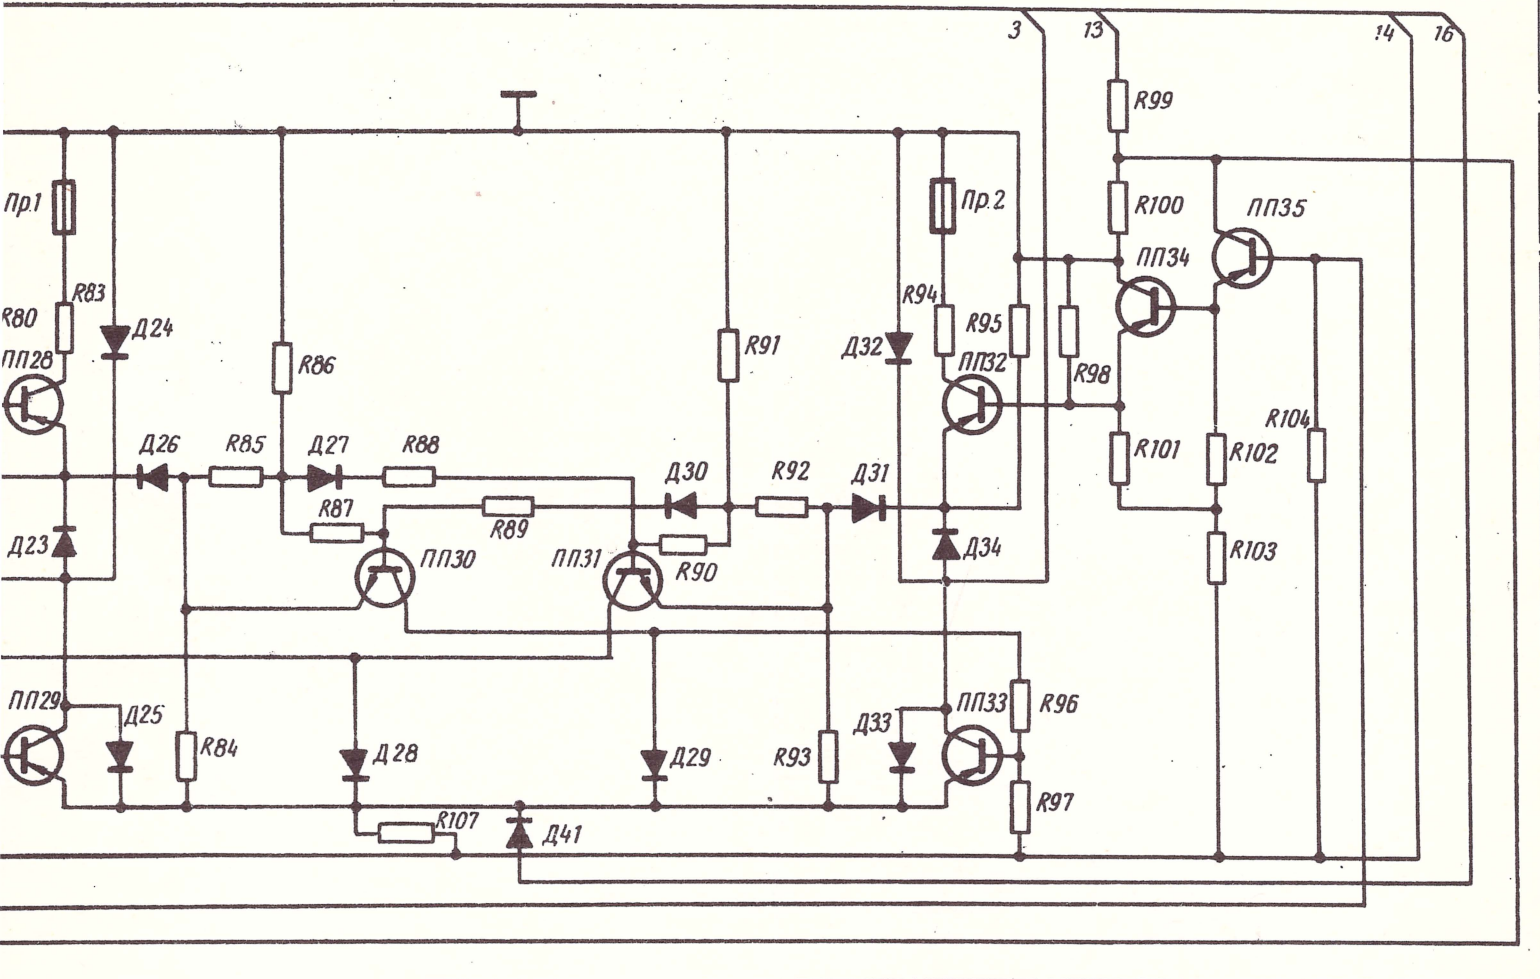 3 13 14 16
R99
Пр.1 Пр.2 R100 ПП35
ПП34
R83 R94
R80 Д24 R95
R91 Д32
ПП28 R86 ПП32 R98
R104
Д26 R85 Д27 R88 R101 R102
Д30 R92 Д31
R87 R89
Д23 Д34 R103
ПП30 ПП31 R90
ПП29 Д25 ПП33 R96
Д33
R84 Д28 Д29 R93
R97
R107 Д41